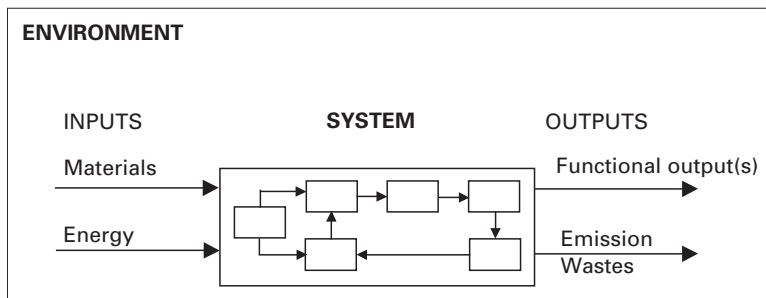 ENVIRONMENT
INPUTS
SYSTEM
OUTPUTS
Materials
Functional output(s)
Energy
Emission
Wastes